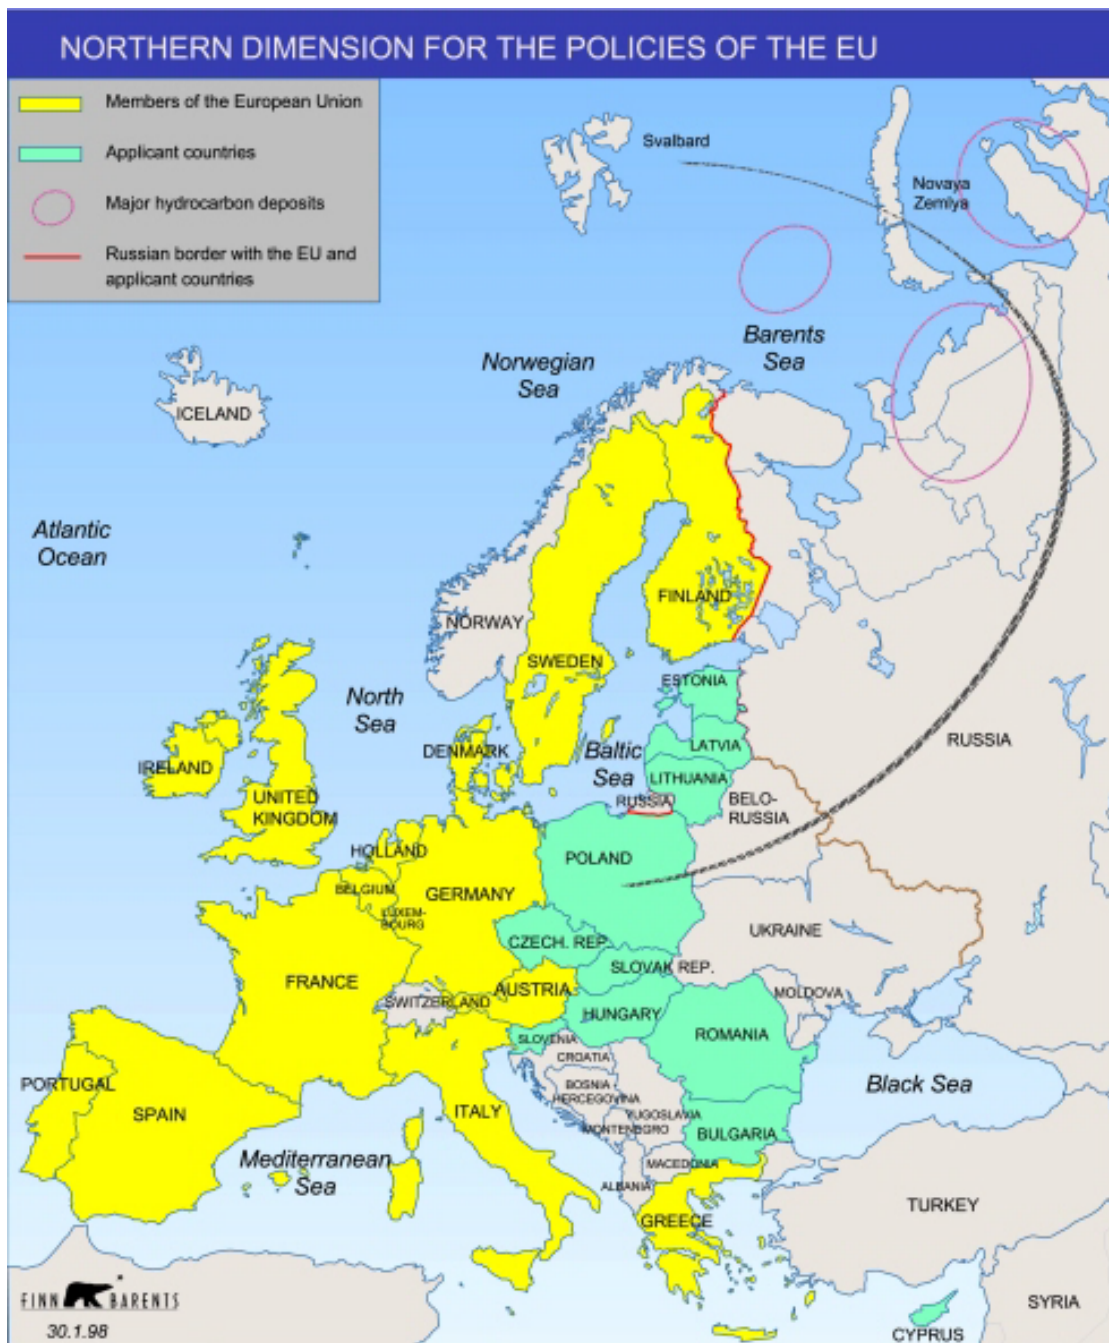 NORTHERN DIMENSION FOR THE POLICIES OF THE EU
Members of the European Union
Applicant countries
Major hydrocarbon deposits
Russian border with the EU and
applicant countries
Svalbard
Novaya
Zemlya
Barents
Sea
Norwegian
Sea
ICELAND
Atlantic
Ocean
FINLAND
NORWAY
SWEDEN
ESTONIA
North
Sea
RUSSIA
LATVIA
DENMARK
Baltic
Sea
IRELAND
LITHUANIA
UNITED
KINGDOM
RUSSIA
BELO-
RUSSIA
HOLLAND
POLAND
BELGIUM
GERMANY
LUXEM-
BOURG
UKRAINE
CZECH. REP.
SLOVAK REP.
FRANCE
AUSTRIA
SWITZERLAND
MOLDOVA
HUNGARY
ROMANIA
SLOVENIA
CROATIA
PORTUGAL
BOSNIA
HERCEGOVINA
Black Sea
SPAIN
ITALY
YUGOSLAVIA
MONTENEGRO
BULGARIA
Mediterranean
Sea
MACEDONIA
ALBANIA
TURKEY
GREECE
FINN BARENTS
SYRIA
30.1.98
CYPRUS